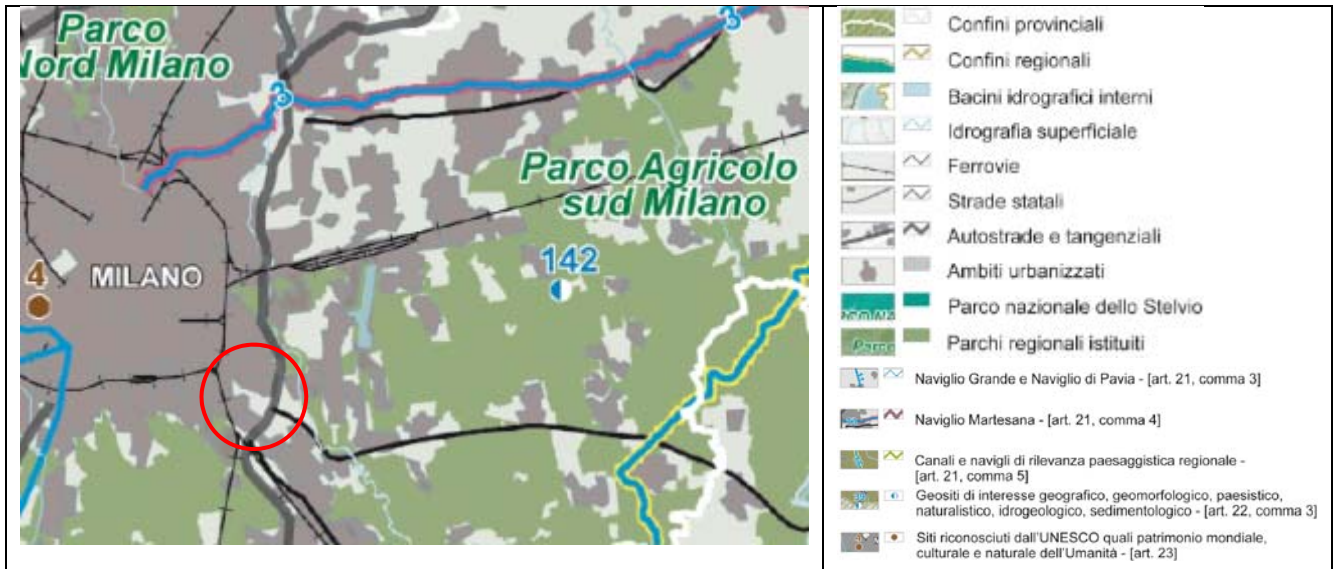 Parco
Nord Milano
3
3
Parco Agricolo
sud Milano
142
4
MILANO
Confini provinciali
Confini regionali
Bacini idrografici interni
Idrografia superficiale
Ferrovie
Strade statali
Autostrade e tangenziali
Ambiti urbanizzati
Parco nazionale dello Stelvio
Parchi regionali istituiti
Naviglio Grande e Naviglio di Pavia - [art. 21, comma 3]
Naviglio Martesana - [art. 21, comma 4]
Canali e navigli di rilevanza paesaggistica regionale -
[art. 21, comma 5]
Geositi di interesse geografico, geomorfologico, paesistico,
naturalistico, idrogeologico, sedimentologico - [art. 22, comma 3]
Siti riconosciuti dall'UNESCO quali patrimonio mondiale,
culturale e naturale dell'Umanità - [art. 23]